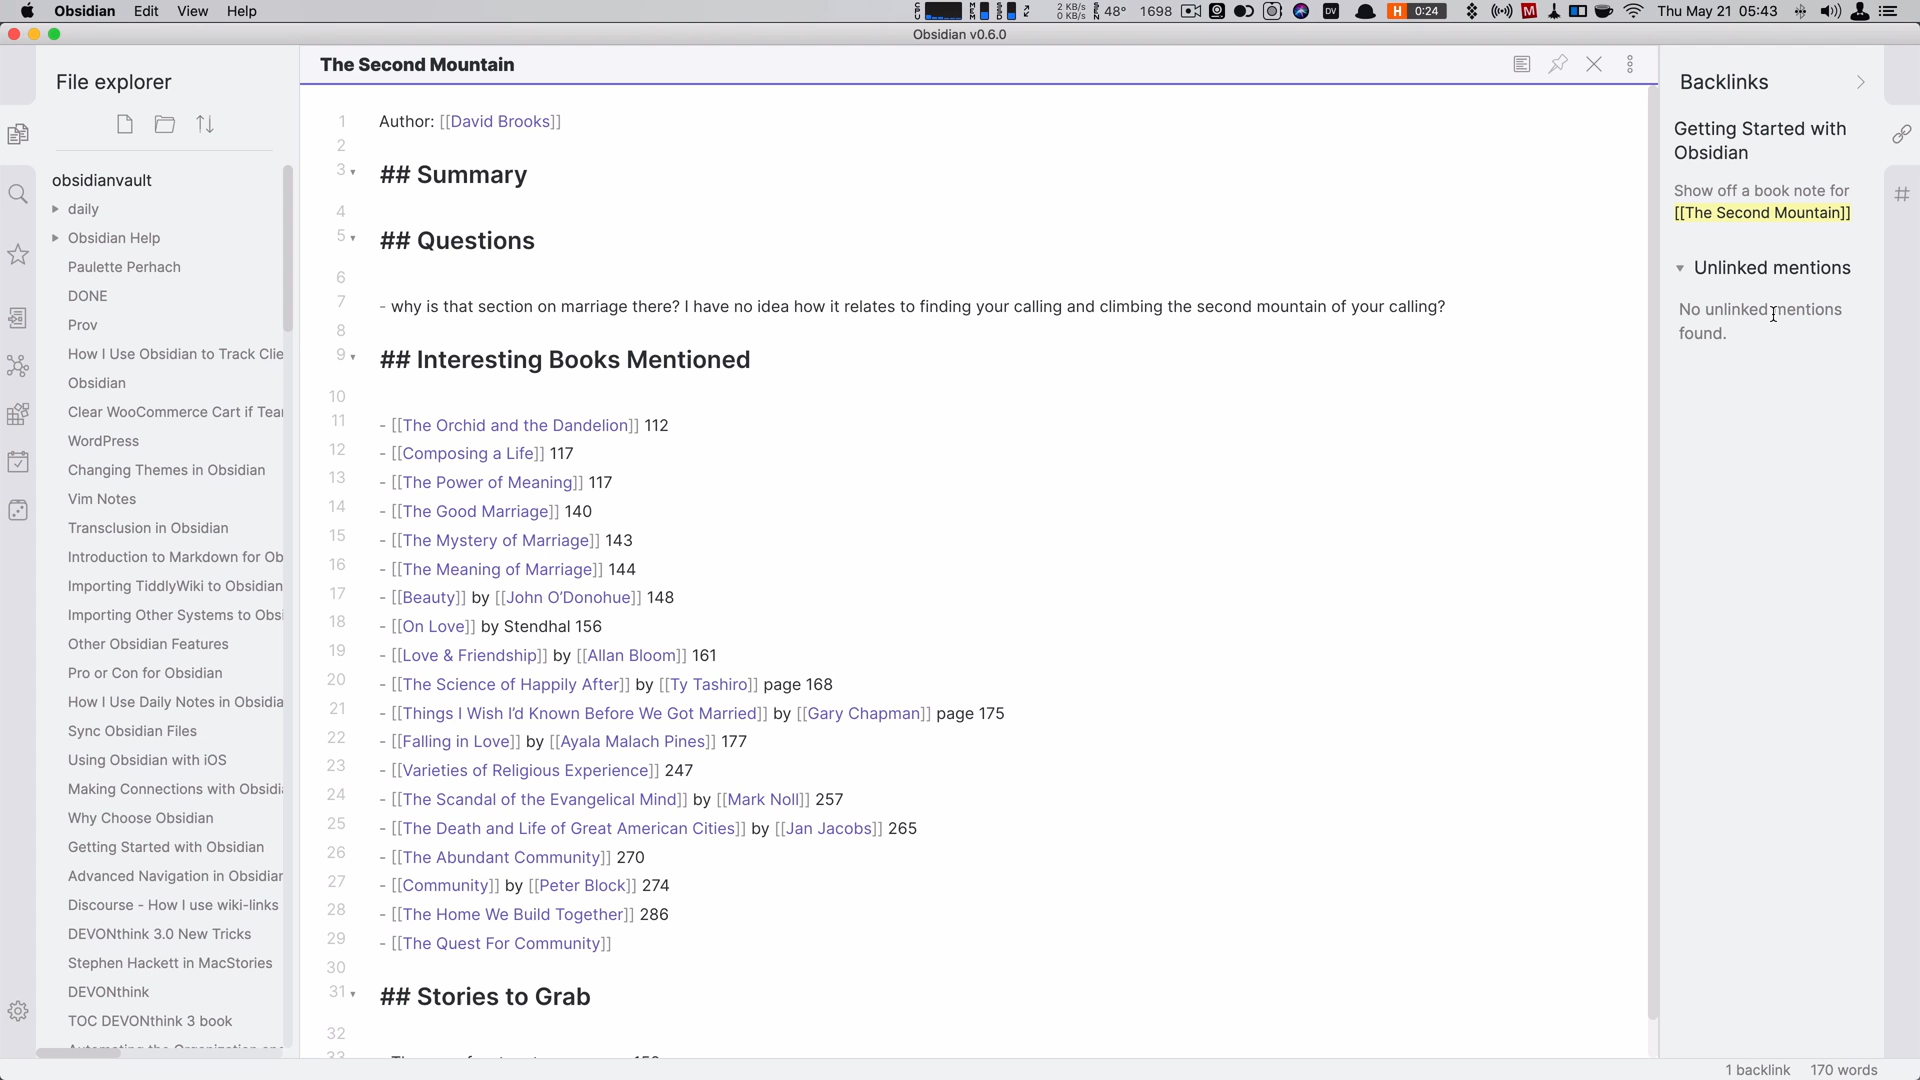 Obsidian Edit View Help
2 KB/s
0 KB/s
48° 1698 DV H 0:24 M Thu May 21 05:43
Obsidian v0.6.0
File explorer
obsidianvault
daily
Obsidian Help
Paulette Perhach
DONE
Prov
How I Use Obsidian to Track Clie
Obsidian
Clear WooCommerce Cart if Tear
WordPress
Changing Themes in Obsidian
Vim Notes
Transclusion in Obsidian
Introduction to Markdown for Ob
Importing TiddlyWiki to Obsidian
Importing Other Systems to Obsi
Other Obsidian Features
Pro or Con for Obsidian
How I Use Daily Notes in Obsidia
Sync Obsidian Files
Using Obsidian with iOS
Making Connections with Obsidia
Why Choose Obsidian
Getting Started with Obsidian
Advanced Navigation in Obsidian
Discourse - How I use wiki-links
DEVONthink 3.0 New Tricks
Stephen Hackett in MacStories
DEVONthink
TOC DEVONthink 3 book
The Second Mountain
1 Author: [[David Brooks]]
2
3 ## Summary
4
5 ## Questions
6
7 - why is that section on marriage there? I have no idea how it relates to finding your calling and climbing the second mountain of your calling?
8
9 ## Interesting Books Mentioned
10
11 - [[The Orchid and the Dandelion]] 112
12 - [[Composing a Life]] 117
13 - [[The Power of Meaning]] 117
14 - [[The Good Marriage]] 140
15 - [[The Mystery of Marriage]] 143
16 - [[The Meaning of Marriage]] 144
17 - [[Beauty]] by [[John O'Donohue]] 148
18 - [[On Love]] by Stendhal 156
19 - [[Love & Friendship]] by [[Allan Bloom]] 161
20 - [[The Science of Happily After]] by [[Ty Tashiro]] page 168
21 - [[Things I Wish I'd Known Before We Got Married]] by [[Gary Chapman]] page 175
22 - [[Falling in Love]] by [[Ayala Malach Pines]] 177
23 - [[Varieties of Religious Experience]] 247
24 - [[The Scandal of the Evangelical Mind]] by [[Mark Noll]] 257
25 - [[The Death and Life of Great American Cities]] by [[Jan Jacobs]] 265
26 - [[The Abundant Community]] 270
27 - [[Community]] by [[Peter Block]] 274
28 - [[The Home We Build Together]] 286
29 - [[The Quest For Community]]
30
31 ## Stories to Grab
32
33
Backlinks
Getting Started with
Obsidian
Show off a book note for
[[The Second Mountain]]
Unlinked mentions
No unlinked mentions
found.
1 backlink 170 words